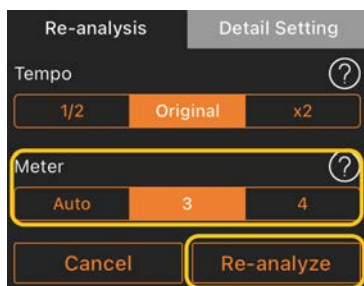 Re-analysis Detail Setting
Tempo ?
1/2 Original x2
Meter ?
Auto 3 4
Cancel Re-analyze